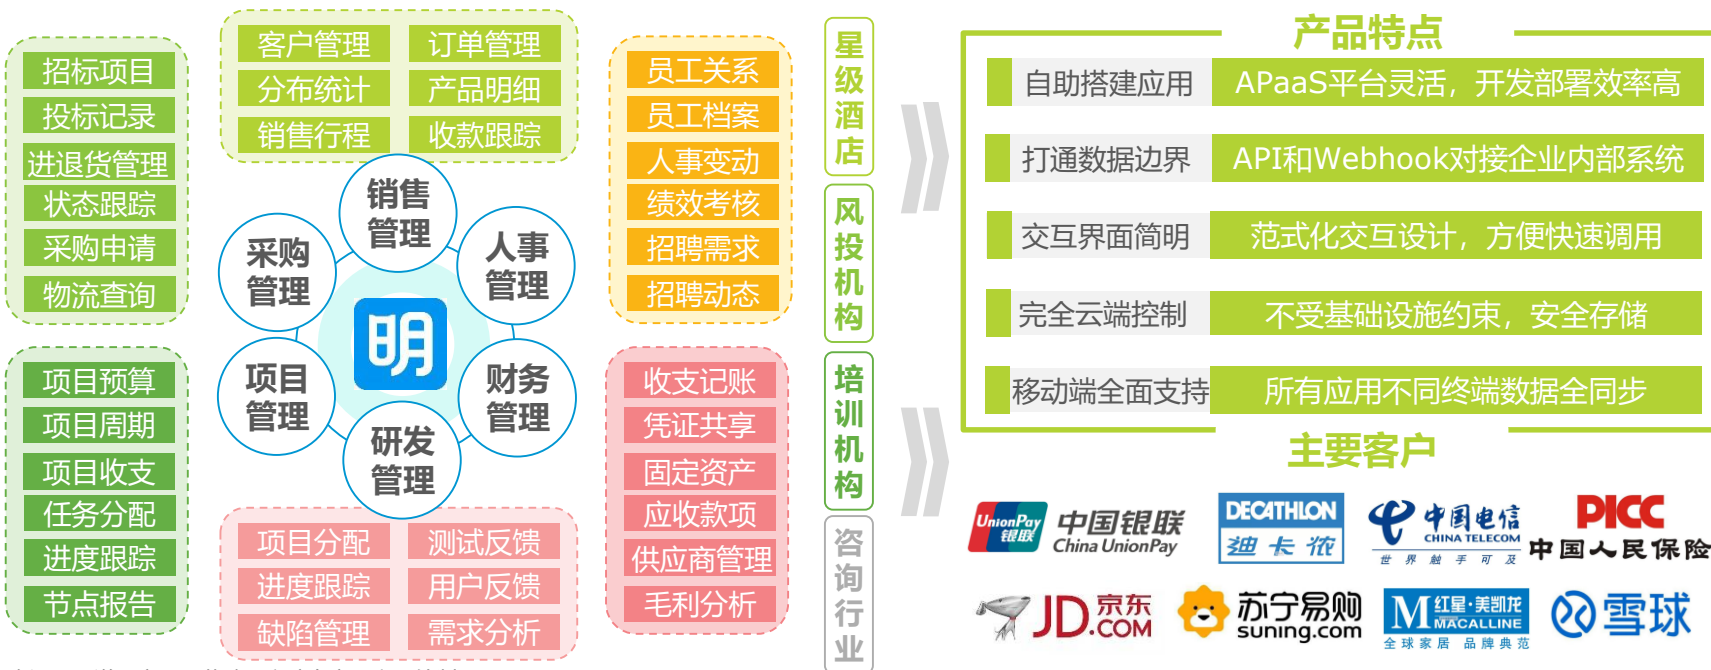 招标项目
投标记录
进退货管理
状态跟踪
采购申请
物流查询
客户管理
订单管理
分布统计
产品明细
销售行程
收款跟踪
员工关系
员工档案
人事变动
绩效考核
招聘需求
招聘动态
销售
管理
采购
管理
人事
管理
明
项目
管理
财务
管理
研发
管理
项目预算
项目周期
项目收支
任务分配
进度跟踪
节点报告
项目分配
测试反馈
进度跟踪
用户反馈
缺陷管理
需求分析
收支记账
凭证共享
固定资产
应收款项
供应商管理
毛利分析
星级酒店
风投机构
培训机构
咨询行业
产品特点
自助搭建应用
APaaS平台灵活，开发部署效率高
打通数据边界
API和Webhook对接企业内部系统
交互界面简明
范式化交互设计，方便快速调用
完全云端控制
不受基础设施约束，安全存储
移动端全面支持
所有应用不同终端数据全同步
主要客户
UnionPay
银联
中国银联
China UnionPay
DECATHLON
迪卡侬
中国电信
CHINA TELECOM
世界触手可及
PICC
中国人民保险
JD.COM
京东
苏宁易购
suning.com
M
红星·美凯龙
MACALLINE
全球家居 品牌典范
雪球